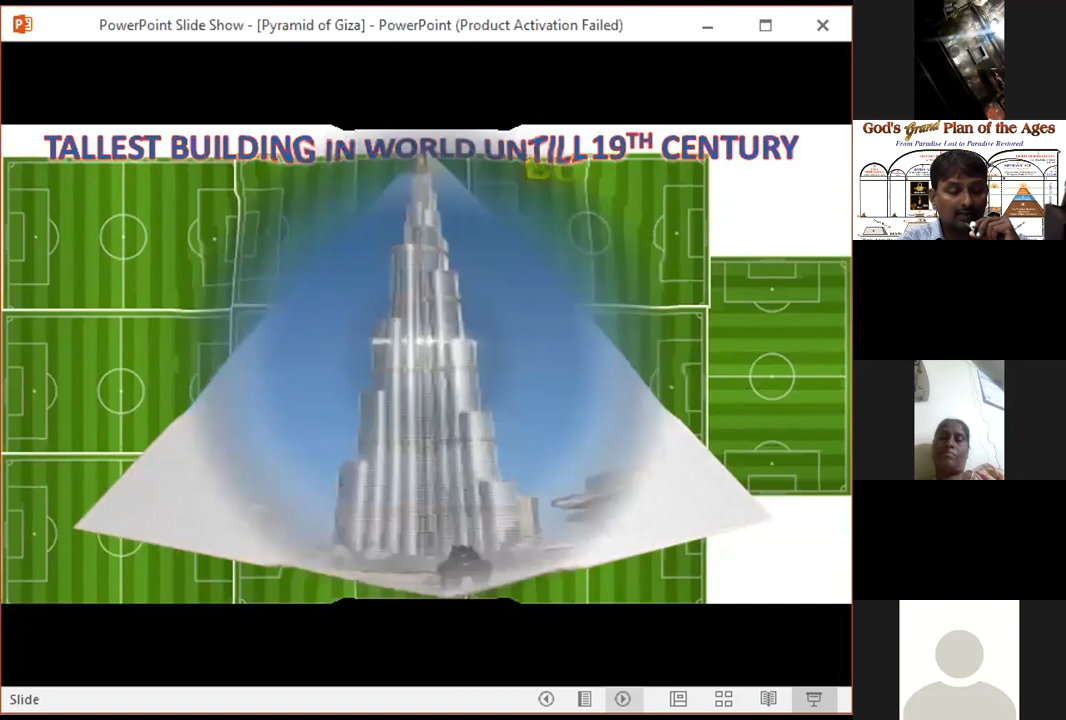 PowerPoint Slide Show - [Pyramid of Giza] - PowerPoint (Product Activation Failed)
TALLEST BUILDING IN WORLD UNTILL 19TH CENTURY
God's Grand Plan of the Ages
From Paradise Lost to Paradise Restored
Slide